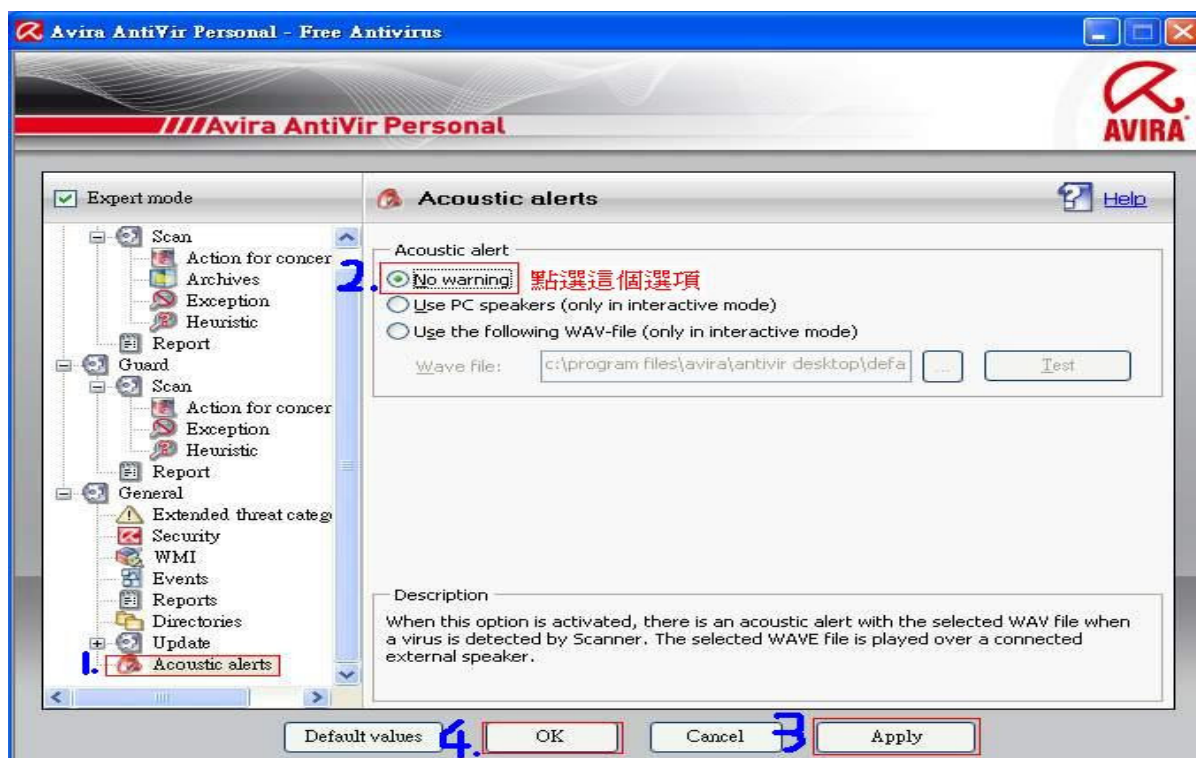 Avira AntiVir Personal - Free Antivirus
////Avira AntiVir Personal
AVIRA
Expert mode
Scan
Action for concer
Archives
Exception
Heuristic
Report
Guard
Scan
Action for concer
Exception
Heuristic
Report
General
Extended threat catego
Security
WMI
Events
Reports
Directories
Update
1. Acoustic alerts
Acoustic alerts
Help
Acoustic alert
2. No warning 點選這個選項
Use PC speakers (only in interactive mode)
Use the following WAV-file (only in interactive mode)
Wave file: c:\program files\avira\antivir desktop\defa ... Test
Description
When this option is activated, there is an acoustic alert with the selected WAV file when
a virus is detected by Scanner. The selected WAVE file is played over a connected
external speaker.
Default values 4. OK Cancel 3 Apply